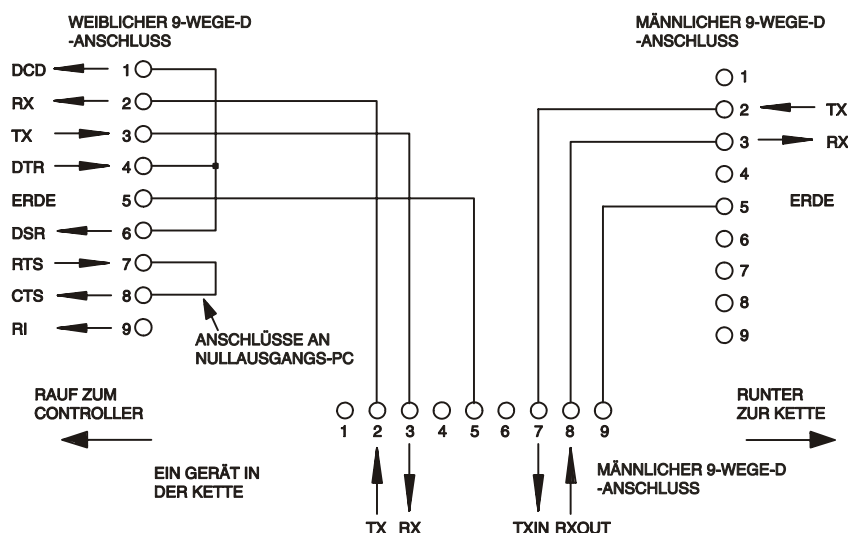 WEIBLICHER 9-WEGE-D
-ANSCHLUSS
DCD 1
RX 2
TX 3
DTR 4
ERDE 5
DSR 6
RTS 7
CTS 8
RI 9
ANSCHLÜSSE AN
NULLAUSGANGS-PC
MÄNNLICHER 9-WEGE-D
-ANSCHLUSS
1
2 TX
3 RX
4
5 ERDE
6
7
8
9
RAUF ZUM
CONTROLLER
EIN GERÄT IN
DER KETTE
1 2 3 4 5 6 7 8 9
TX RX TXIN RXOUT
MÄNNLICHER 9-WEGE-D
-ANSCHLUSS
RUNTER
ZUR KETTE